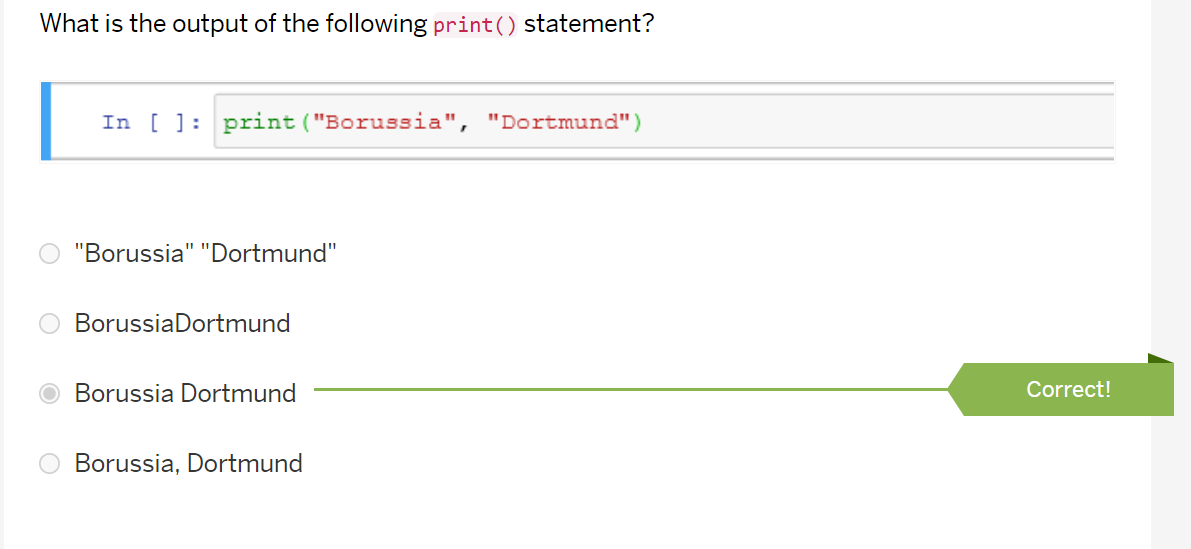 What is the output of the following print() statement?
In [ ]: print("Borussia", "Dortmund")
"Borussia" "Dortmund"
BorussiaDortmund
Borussia Dortmund
Correct!
Borussia, Dortmund